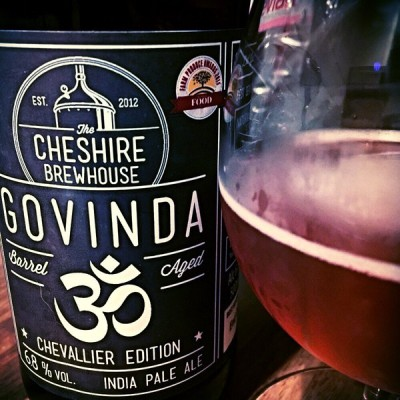 EST. 2012
The
CHESHIRE
BREWHOUSE
FOOD
GOVINDA
Barrel Aged
ॐ
CHEVALLIER EDITION
6.8 % VOL. INDIA PALE ALE